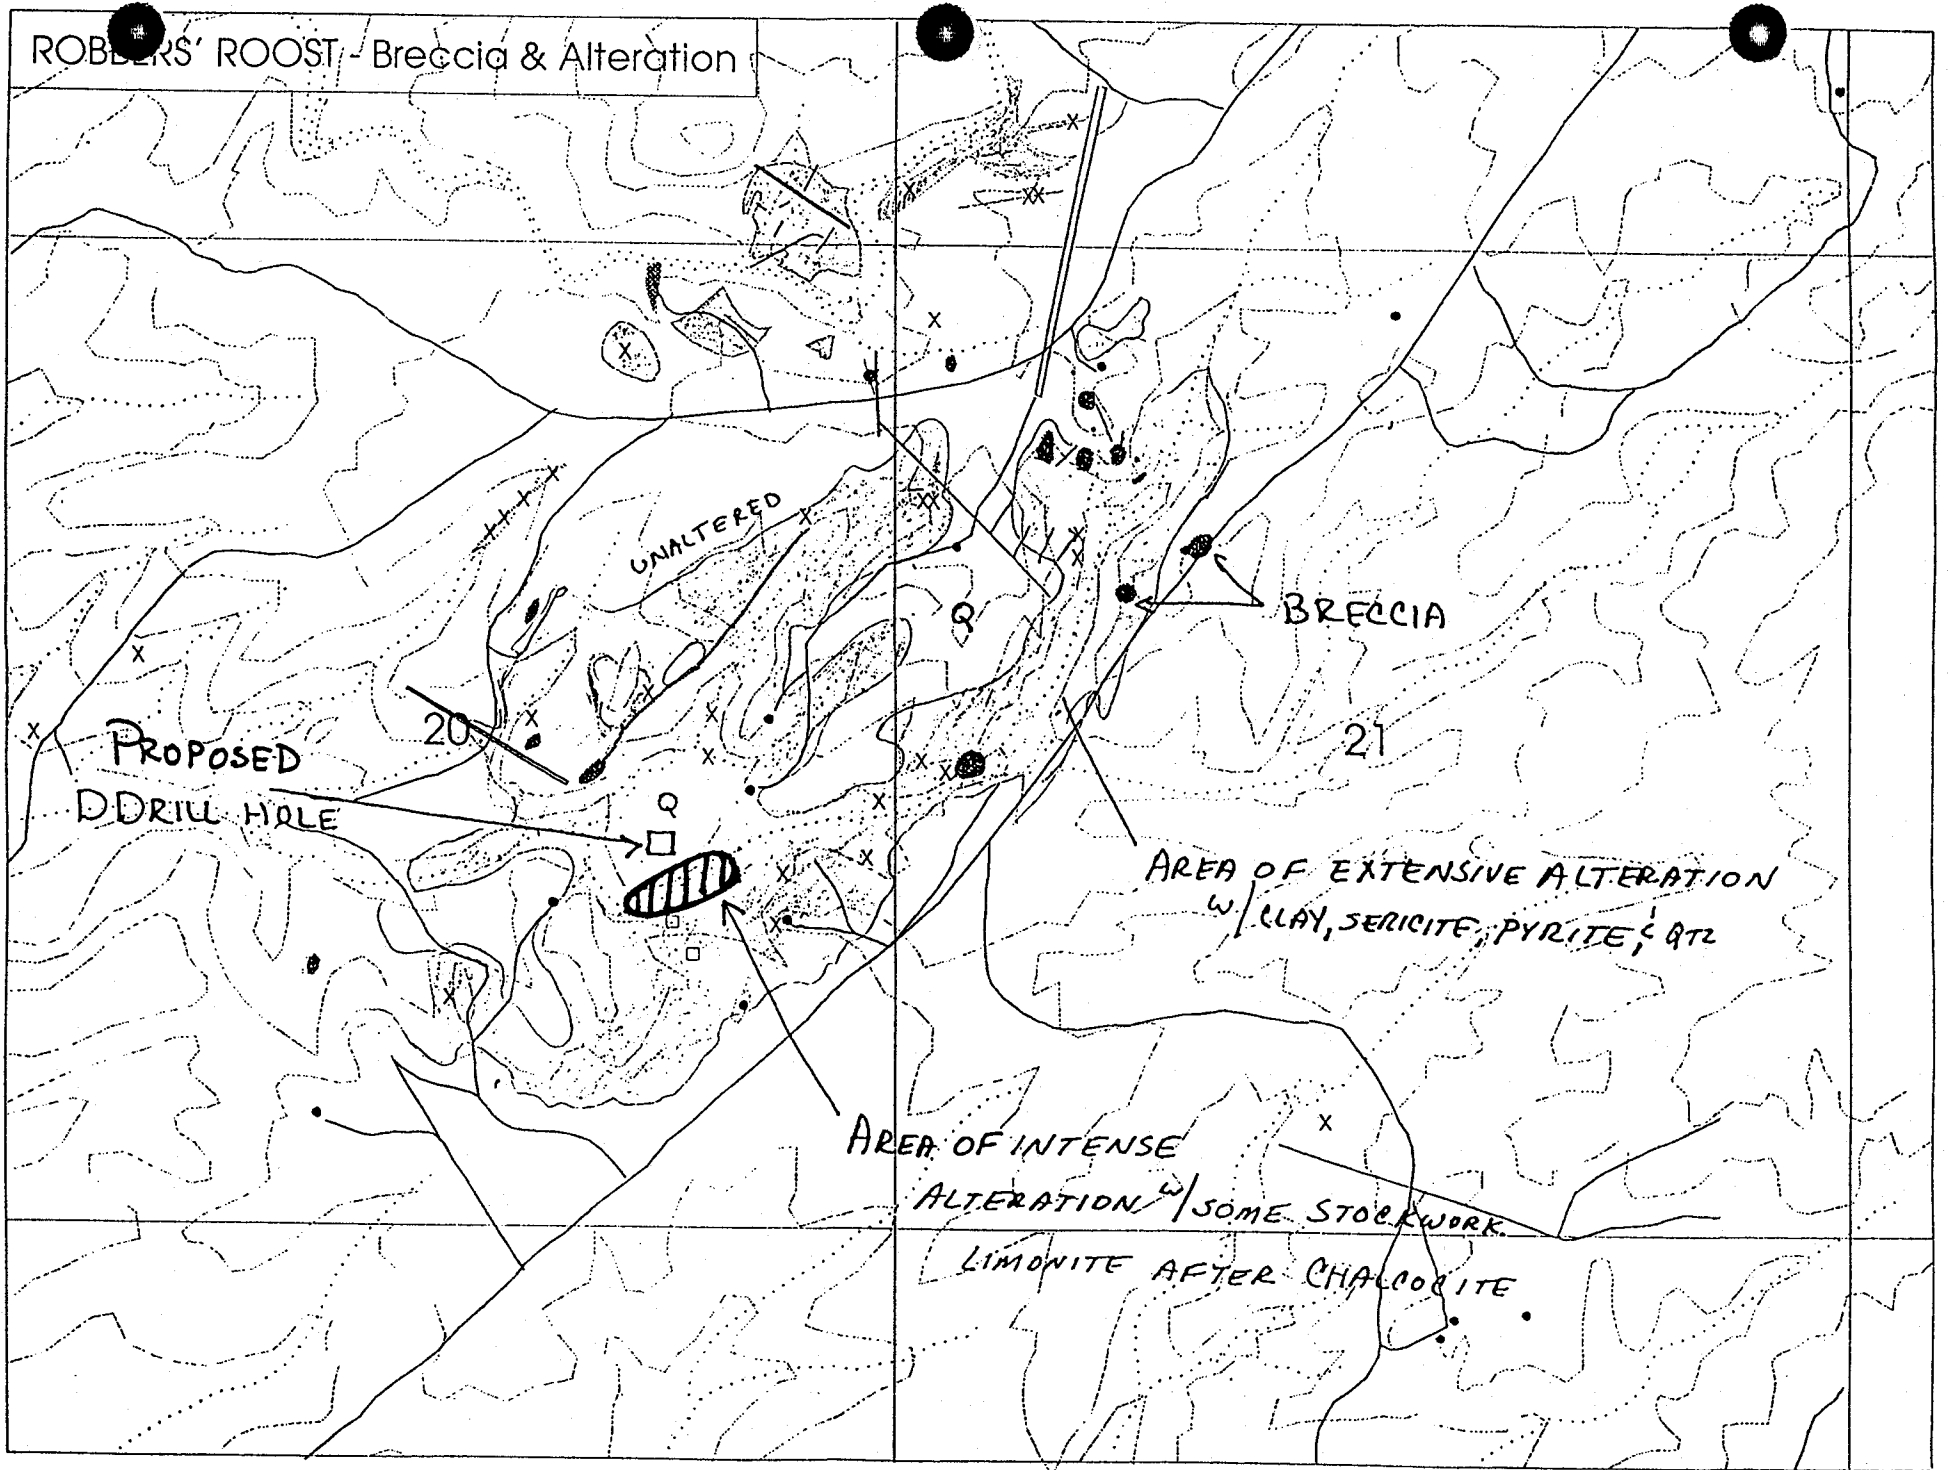 ROBBERS' ROOST - Breccia & Alteration
UNALTERED
Q
BRECCIA
20
21
PROPOSED
DDRILL HOLE
Q
AREA OF EXTENSIVE ALTERATION
W/ CLAY, SERICITE, PYRITE, & QTZ
AREA OF INTENSE
ALTERATION W/ SOME STOCKWORK
LIMONITE AFTER CHALCOCITE